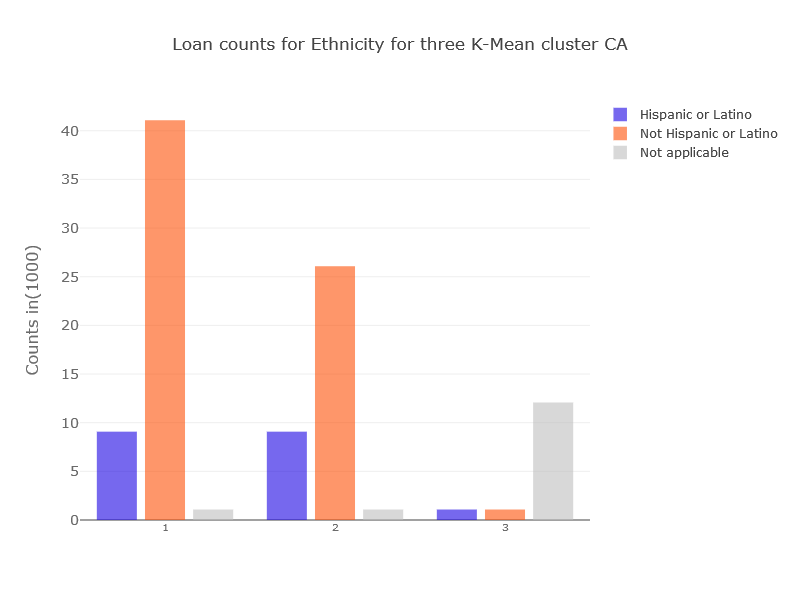 Loan counts for Ethnicity for three K-Mean cluster CA
Hispanic or Latino
Not Hispanic or Latino
Not applicable
Counts in(1000)
40
35
30
25
20
15
10
5
0
1
2
3